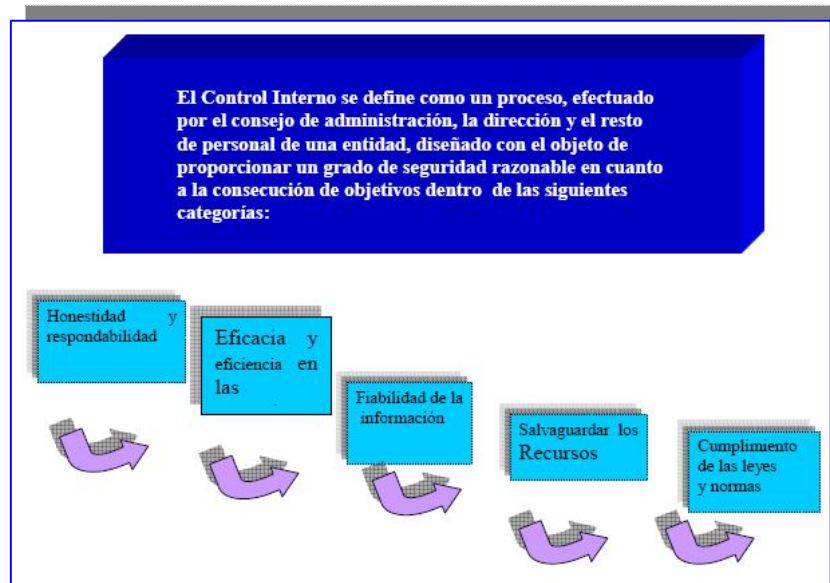 El Control Interno se define como un proceso, efectuado
por el consejo de administración, la dirección y el resto
de personal de una entidad, diseñado con el objeto de
proporcionar un grado de seguridad razonable en cuanto
a la consecución de objetivos dentro de las siguientes
categorías:
Honestidad y
respondabilidad
Eficacia y
eficiencia en
las
Fiabilidad de la
información
Salvaguardar los
Recursos
Cumplimiento
de las leyes
y normas